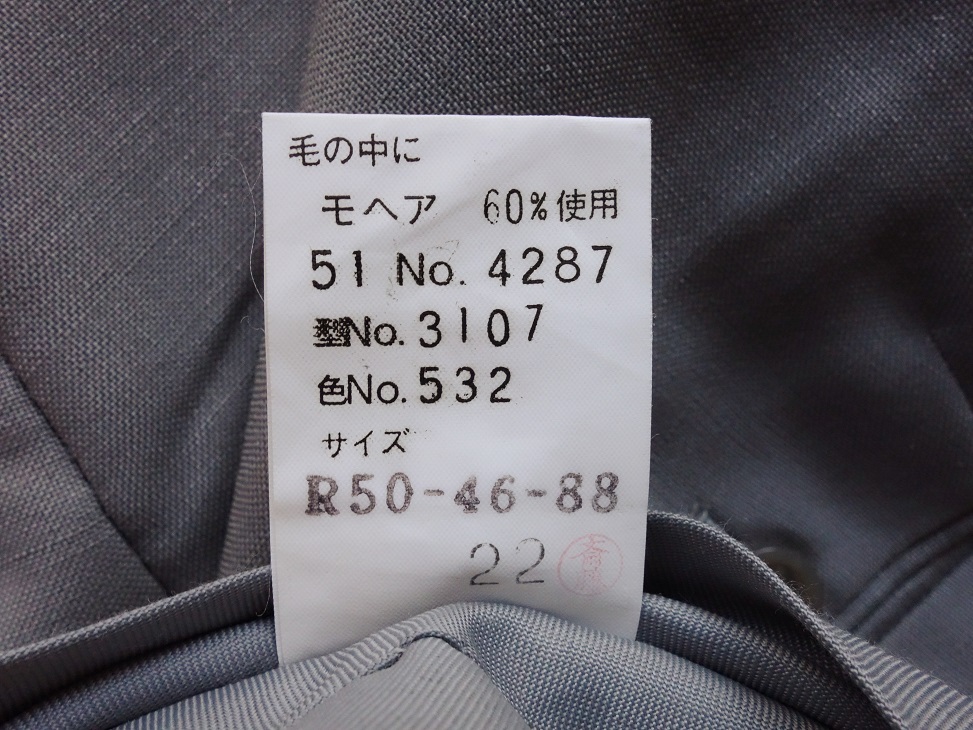 毛の中に
モヘア 60%使用
51 No. 4287
型No. 3107
色No. 532
サイズ
R50-46-88
22